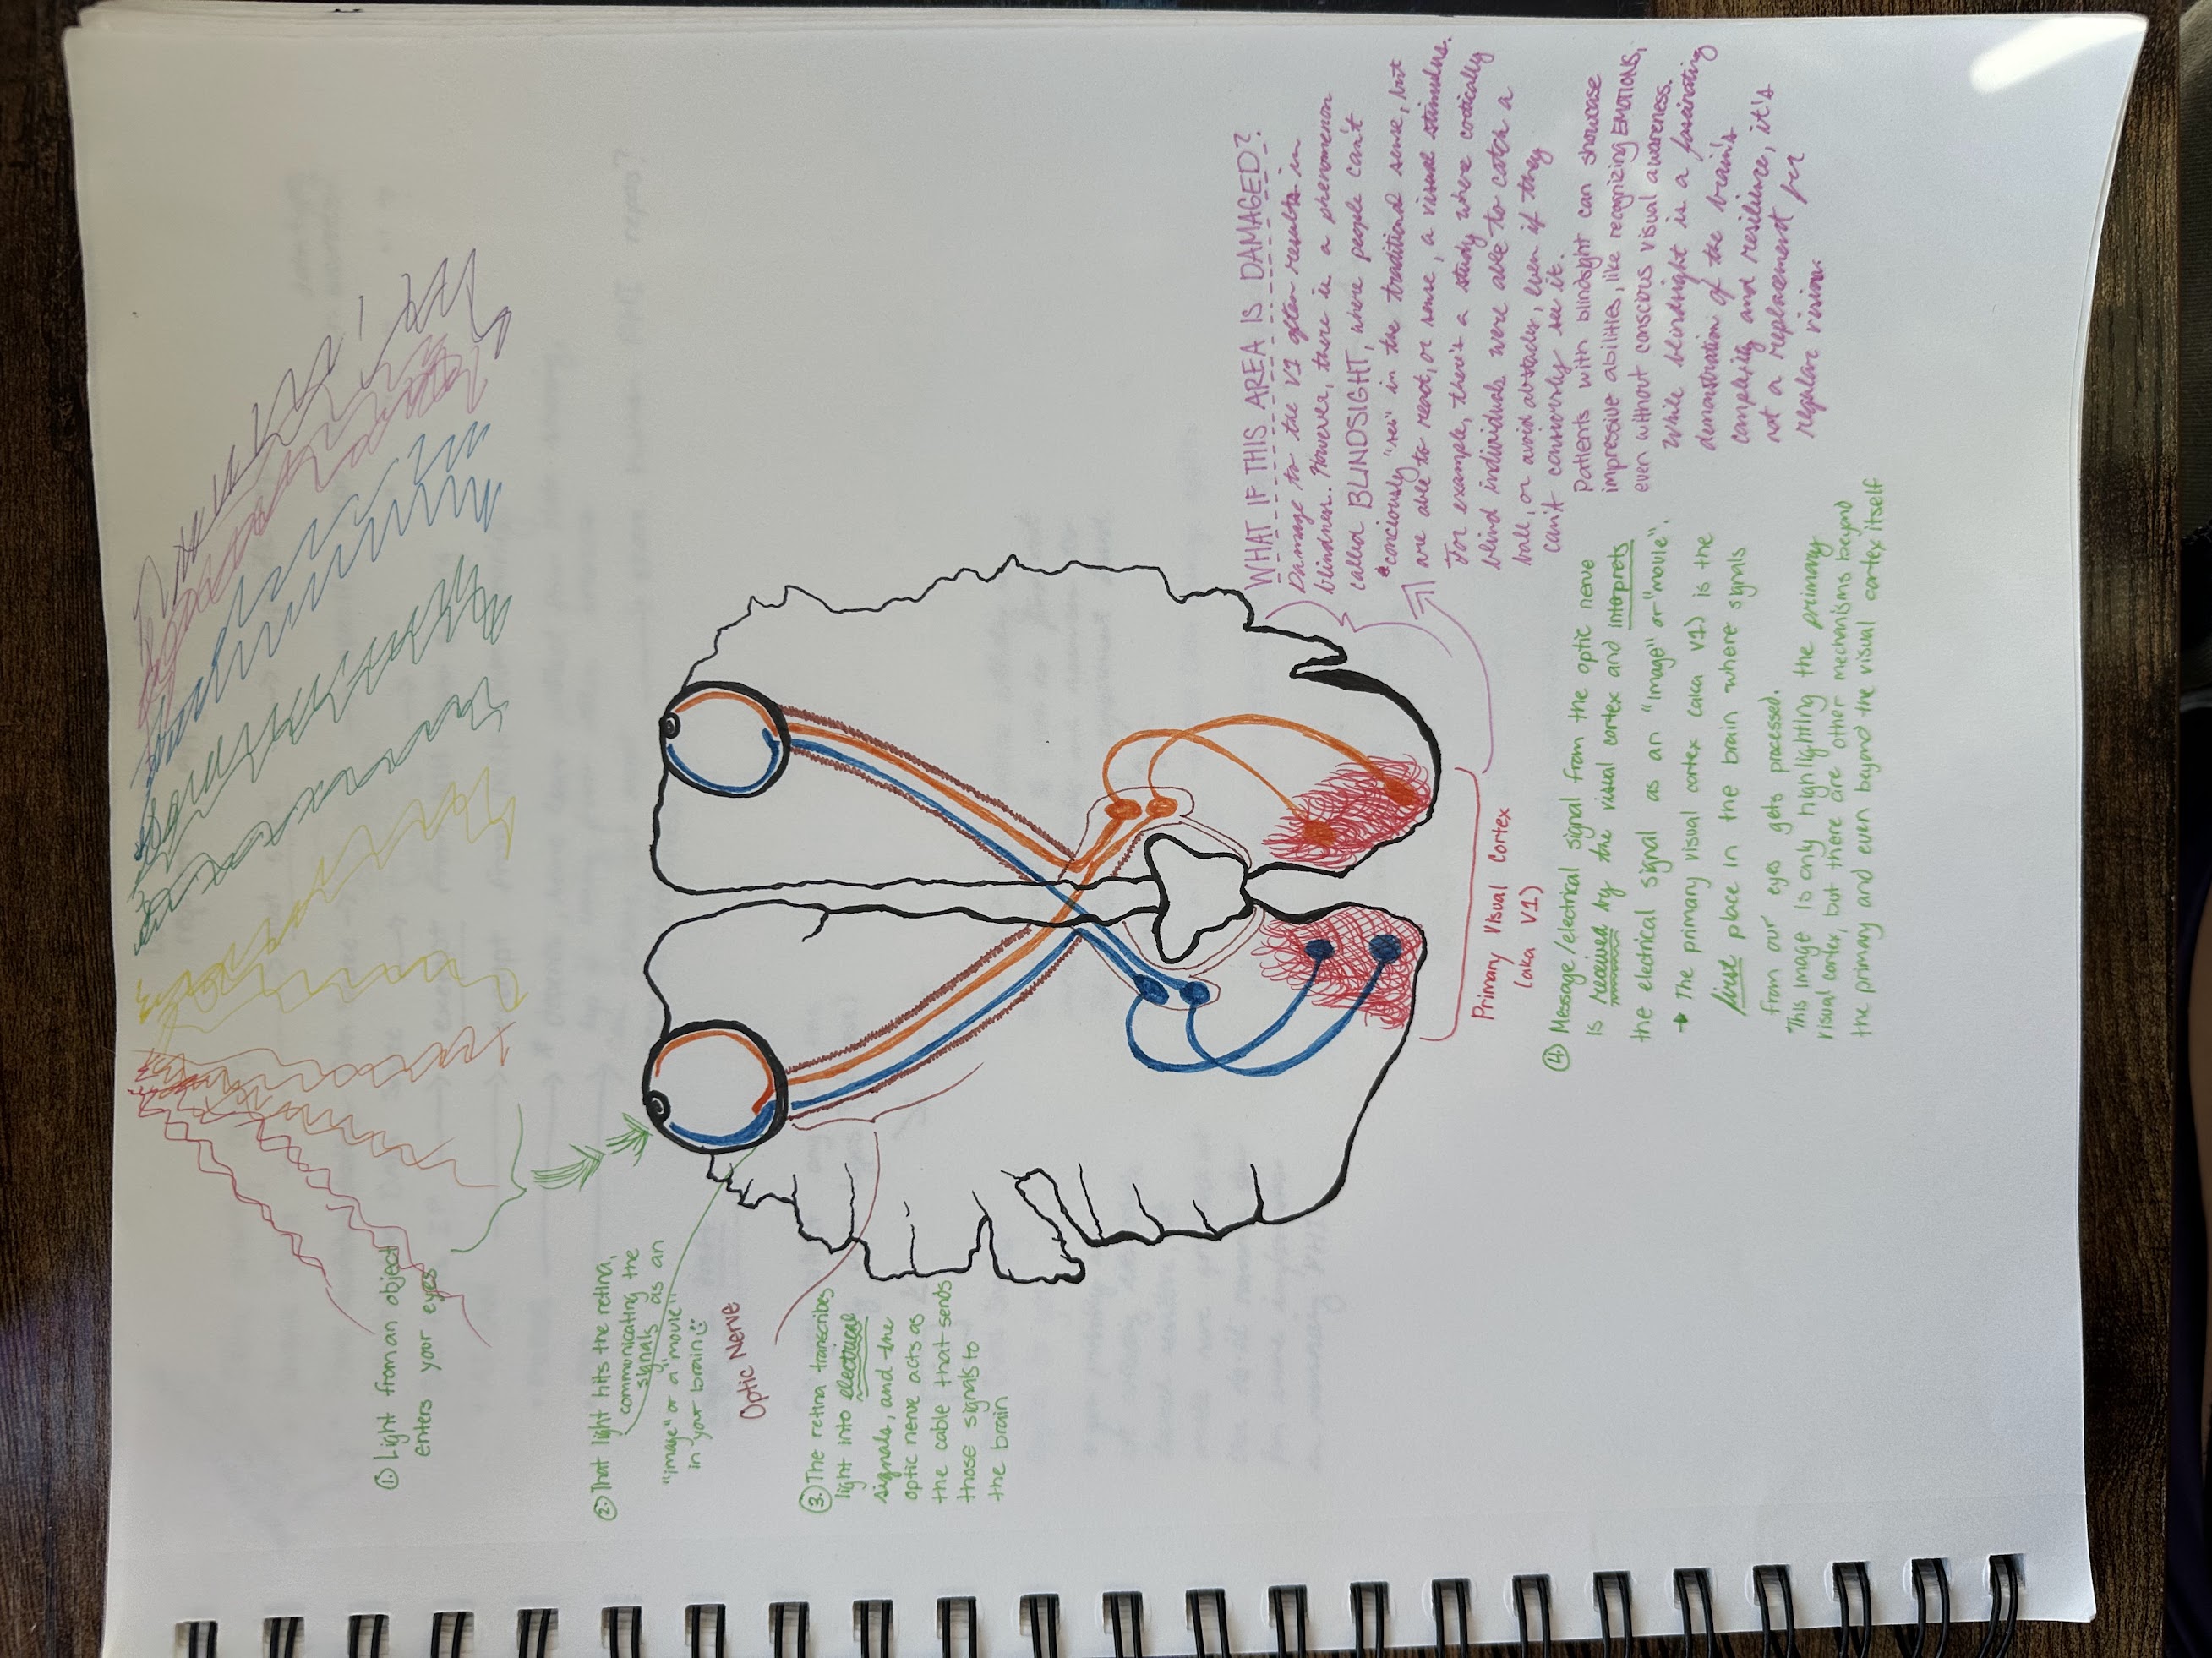 ① Light from an object
enters your eyes
② That light hits the retina,
communicating the
signals as an
"image" or a "movie"
in your brain
Optic Nerve
③. The retina transcribes
light into electrical
signals, and the
optic nerve acts as
the cable that sends
those signals to
the brain
Primary Visual Cortex
(aka V1)
WHAT IF THIS AREA IS DAMAGED?
Damage to the V1 often results in
blindness. However, there is a phenomenon
called BLINDSIGHT, where people can't
conciously "see" in the traditional sense, but
are able to react, or sense, a visual stimulus.
For example, there's a study where cortically
blind individuals were able to catch a
ball, or avoid obstacles, even if they
can't conciously see it.
Patients with blindsight can showcase
impressive abilities, like recognizing EMOTIONS,
even without conscious visual awareness.
While blindsight is a fascinating
demonstration of the brain's
complexity and resilience, it's
not a replacement for
regular vision.
④ Message/electrical signal from the optic nerve
is received by the visual cortex and interprets
the electrical signal as an "image" or "movie".
→ The primary visual cortex (aka V1) is the
first place in the brain where signals
from our eyes gets processed.
*This image is only highlighting the primary
visual cortex, but there are other mechanisms beyond
the primary and even beyond the visual cortex itself